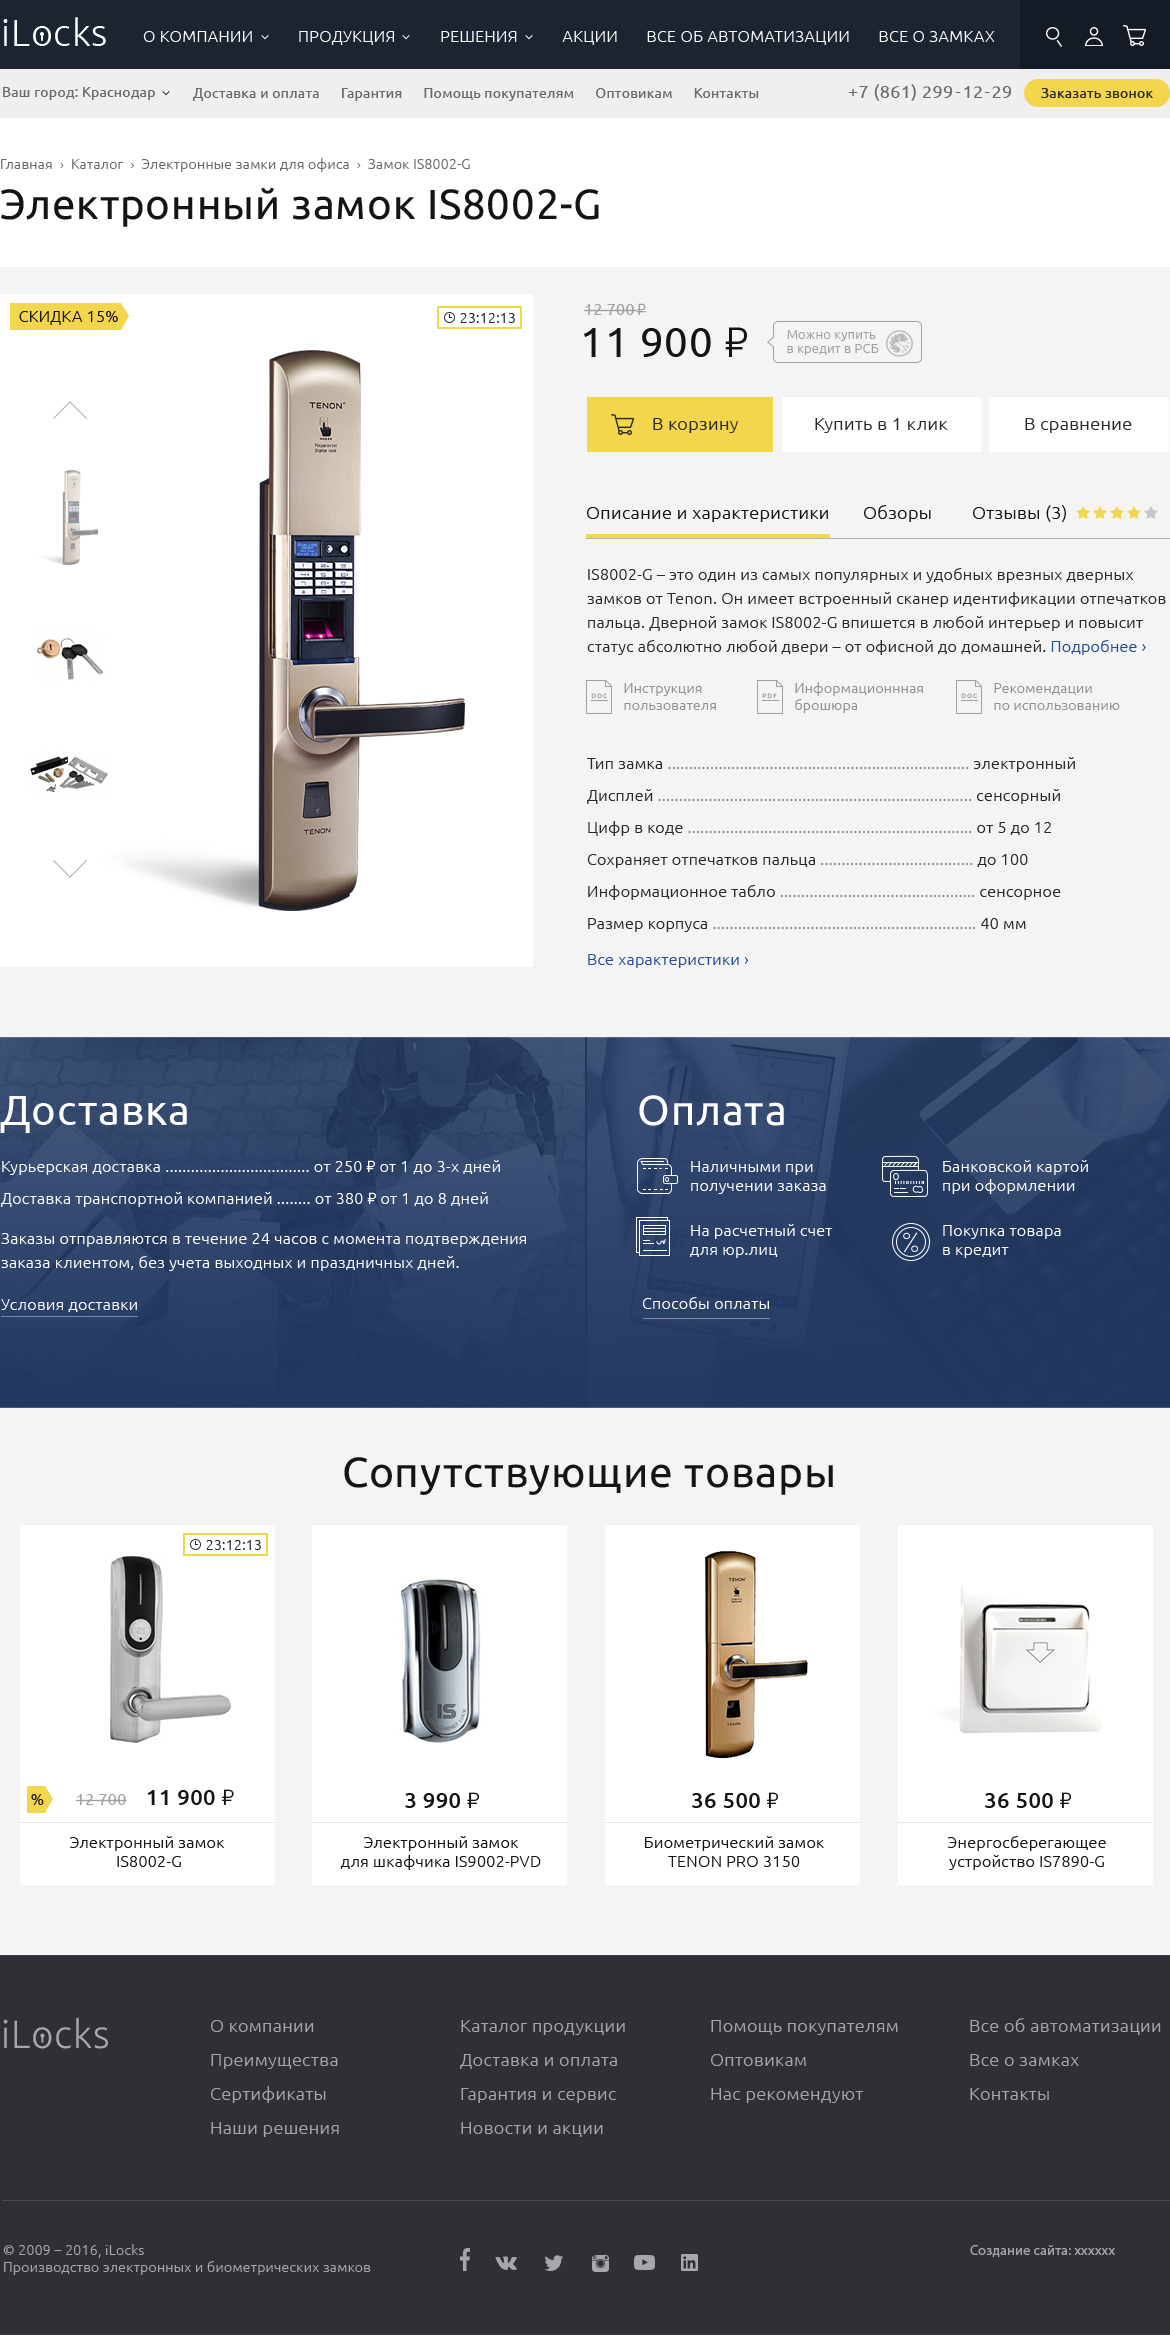 iLocks О КОМПАНИИ ПРОДУКЦИЯ РЕШЕНИЯ АКЦИИ ВСЕ ОБ АВТОМАТИЗАЦИИ ВСЕ О ЗАМКАХ
Ваш город: Краснодар Доставка и оплата Гарантия Помощь покупателям Оптовикам Контакты +7 (861) 299-12-29 Заказать звонок
Главная › Каталог › Электронные замки для офиса › Замок IS8002-G
Электронный замок IS8002-G
СКИДКА 15%
23:12:13
TENON
Fingerprint
Digital lock
TENON
12 700 ₽
11 900 ₽
Можно купить
в кредит в РСБ
В корзину
Купить в 1 клик
В сравнение
Описание и характеристики Обзоры Отзывы (3)
IS8002-G – это один из самых популярных и удобных врезных дверных
замков от Tenon. Он имеет встроенный сканер идентификации отпечатков
пальца. Дверной замок IS8002-G впишется в любой интерьер и повысит
статус абсолютно любой двери – от офисной до домашней. Подробнее ›
DOC
Инструкция
пользователя
PDF
Информационнная
брошюра
DOC
Рекомендации
по использованию
Тип замка ....................................................................... электронный
Дисплей .......................................................................... сенсорный
Цифр в коде ................................................................... от 5 до 12
Сохраняет отпечатков пальца .................................... до 100
Информационное табло .............................................. сенсорное
Размер корпуса .............................................................. 40 мм
Все характеристики ›
Доставка
Курьерская доставка .................................. от 250 ₽ от 1 до 3-х дней
Доставка транспортной компанией ........ от 380 ₽ от 1 до 8 дней
Заказы отправляются в течение 24 часов с момента подтверждения
заказа клиентом, без учета выходных и праздничных дней.
Условия доставки
Оплата
Наличными при
получении заказа
Банковской картой
при оформлении
На расчетный счет
для юр.лиц
Покупка товара
в кредит
Способы оплаты
Сопутствующие товары
23:12:13
% 12 700 11 900 ₽
Электронный замок
IS8002-G
IS
3 990 ₽
Электронный замок
для шкафчика IS9002-PVD
TENON
TENON
36 500 ₽
Биометрический замок
TENON PRO 3150
36 500 ₽
Энергосберегающее
устройство IS7890-G
iLocks
О компании
Преимущества
Сертификаты
Наши решения
Каталог продукции
Доставка и оплата
Гарантия и сервис
Новости и акции
Помощь покупателям
Оптовикам
Нас рекомендуют
Все об автоматизации
Все о замках
Контакты
© 2009 – 2016, iLocks
Производство электронных и биометрических замков
Создание сайта: xxxxxx